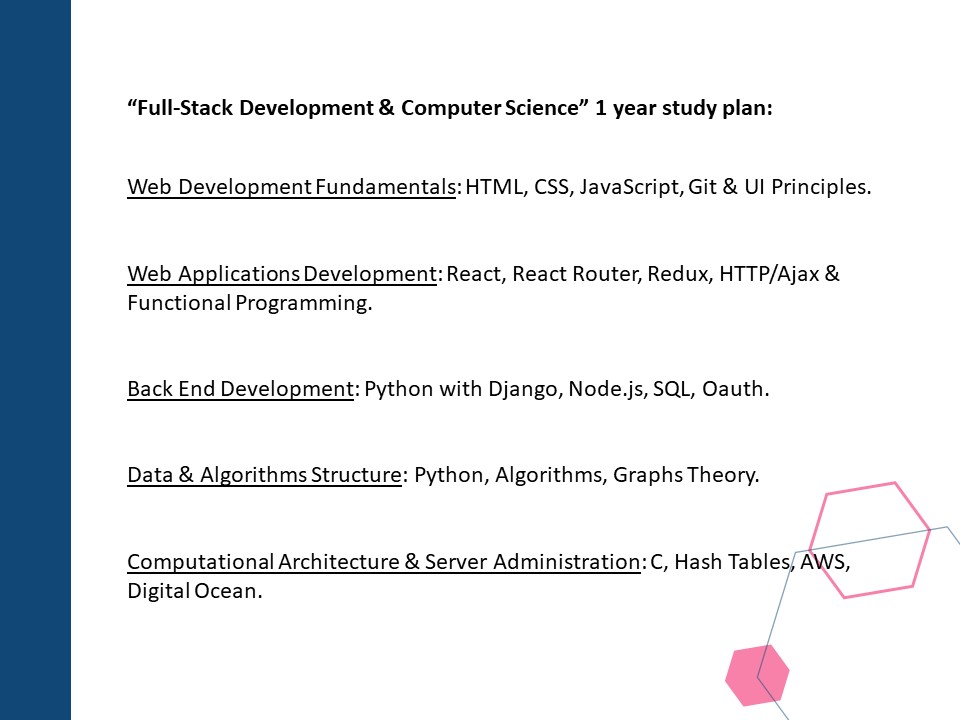 “Full-Stack Development & Computer Science” 1 year study plan:
Web Development Fundamentals: HTML, CSS, JavaScript, Git & UI Principles.
Web Applications Development: React, React Router, Redux, HTTP/Ajax &
Functional Programming.
Back End Development: Python with Django, Node.js, SQL, Oauth.
Data & Algorithms Structure: Python, Algorithms, Graphs Theory.
Computational Architecture & Server Administration: C, Hash Tables, AWS,
Digital Ocean.